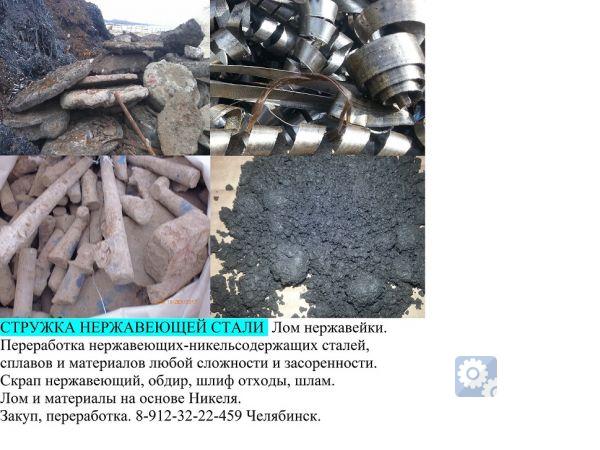 СТРУЖКА НЕРЖАВЕЮЩЕЙ СТАЛИ Лом нержавейки.
Переработка нержавеющих-никельсодержащих сталей,
сплавов и материалов любой сложности и засоренности.
Скрап нержавеющий, обдир, шлиф отходы, шлам.
Лом и материалы на основе Никеля.
Закуп, переработка. 8-912-32-22-459 Челябинск.